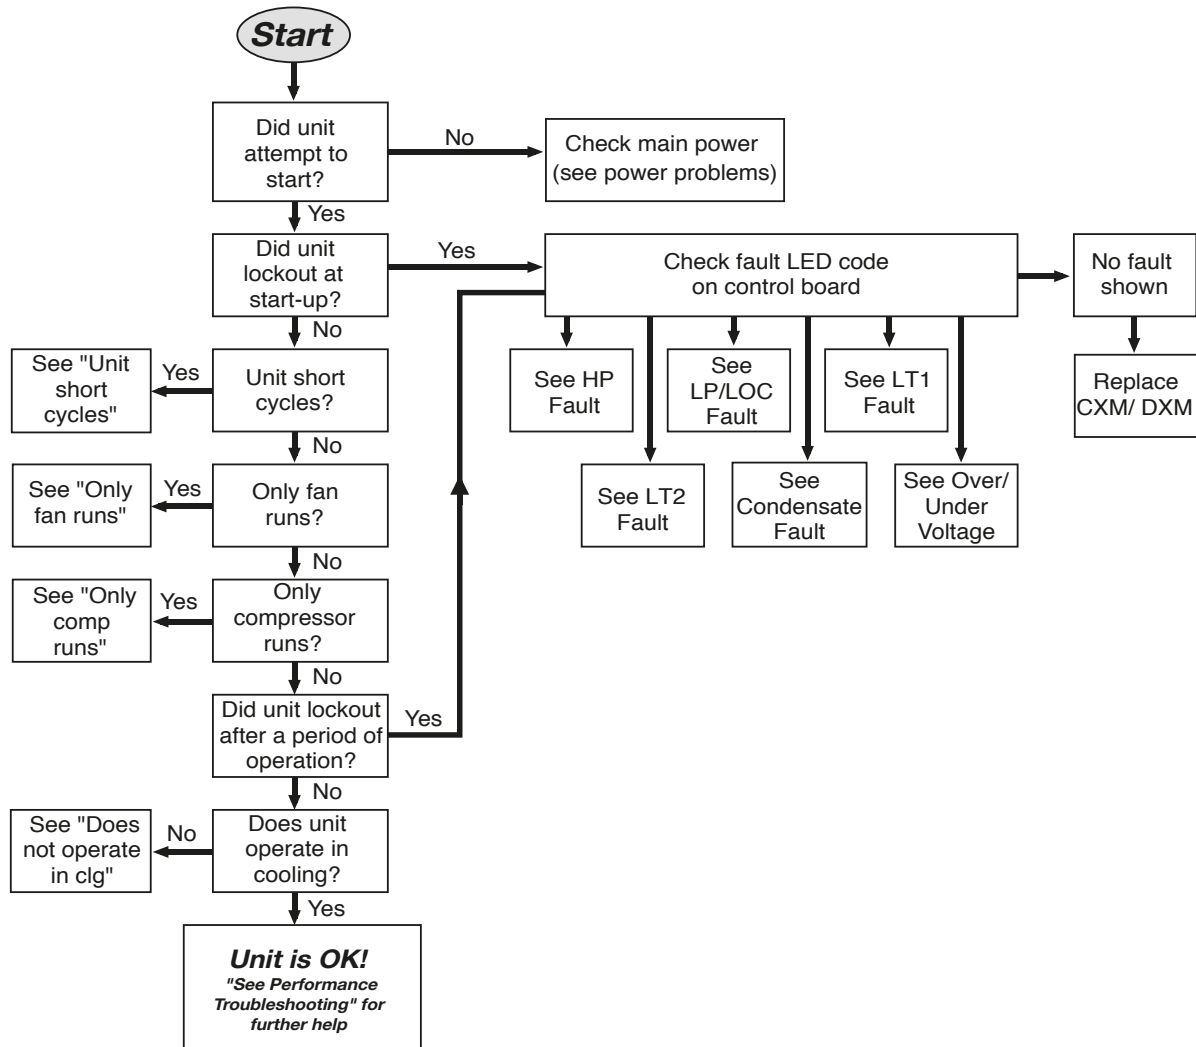 Start
Did unit
attempt to
start?
No
Check main power
(see power problems)
Yes
Did unit
lockout at
start-up?
Yes
Check fault LED code
on control board
No fault
shown
No
See "Unit
short
cycles"
Yes
Unit short
cycles?
See HP
Fault
See
LP/LOC
Fault
See LT1
Fault
Replace
CXM/ DXM
No
See "Only
fan runs"
Yes
Only fan
runs?
See LT2
Fault
See
Condensate
Fault
See Over/
Under
Voltage
No
See "Only
comp
runs"
Yes
Only
compressor
runs?
No
Did unit lockout
after a period of
operation?
Yes
No
See "Does
not operate
in clg"
No
Does unit
operate in
cooling?
Yes
Unit is OK!
"See Performance
Troubleshooting" for
further help